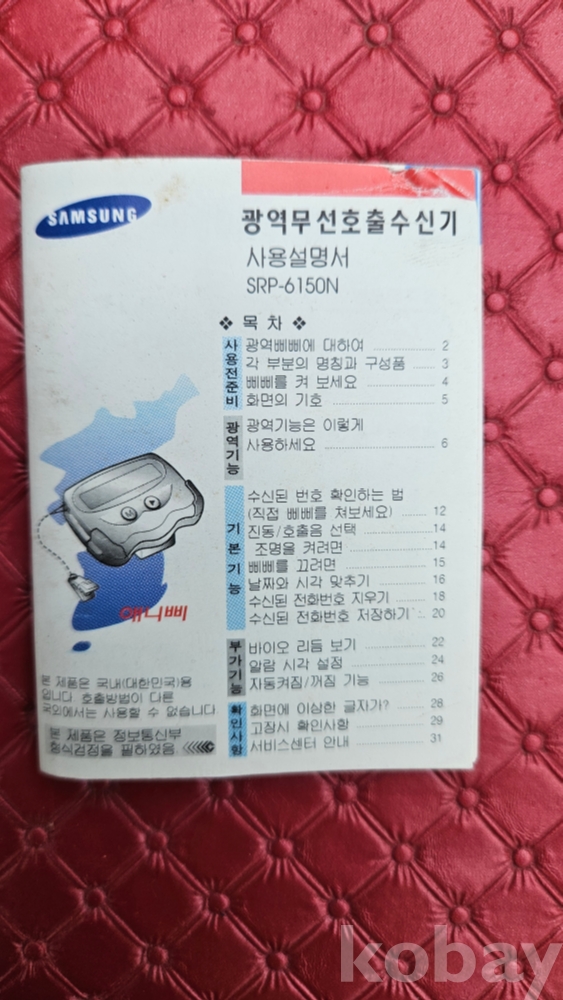 SAMSUNG
광역무선호출수신기
사용설명서
SRP-6150N
❖ 목 차 ❖
사용전준비
광역삐삐에 대하여 2
각 부분의 명칭과 구성품 3
삐삐를 켜 보세요 4
화면의 기호 5
광역기능
광역기능은 이렇게
사용하세요 6
기본기능
수신된 번호 확인하는 법
(직접 삐삐를 쳐보세요) 12
진동/호출음 선택 14
조명을 켜려면 14
삐삐를 끄려면 15
날짜와 시각 맞추기 16
수신된 전화번호 지우기 18
수신된 전화번호 저장하기 20
부가기능
바이오 리듬 보기 22
알람 시각 설정 24
자동켜짐/꺼짐 기능 26
확인사항
화면에 이상한 글자가? 28
고장시 확인사항 29
서비스센터 안내 31
M
애니삐
본 제품은 국내(대한민국)용
입니다. 호출방법이 다른
국외에서는 사용할 수 없습니다.
본 제품은 정보통신부
형식검정을 필하였음.
kobay